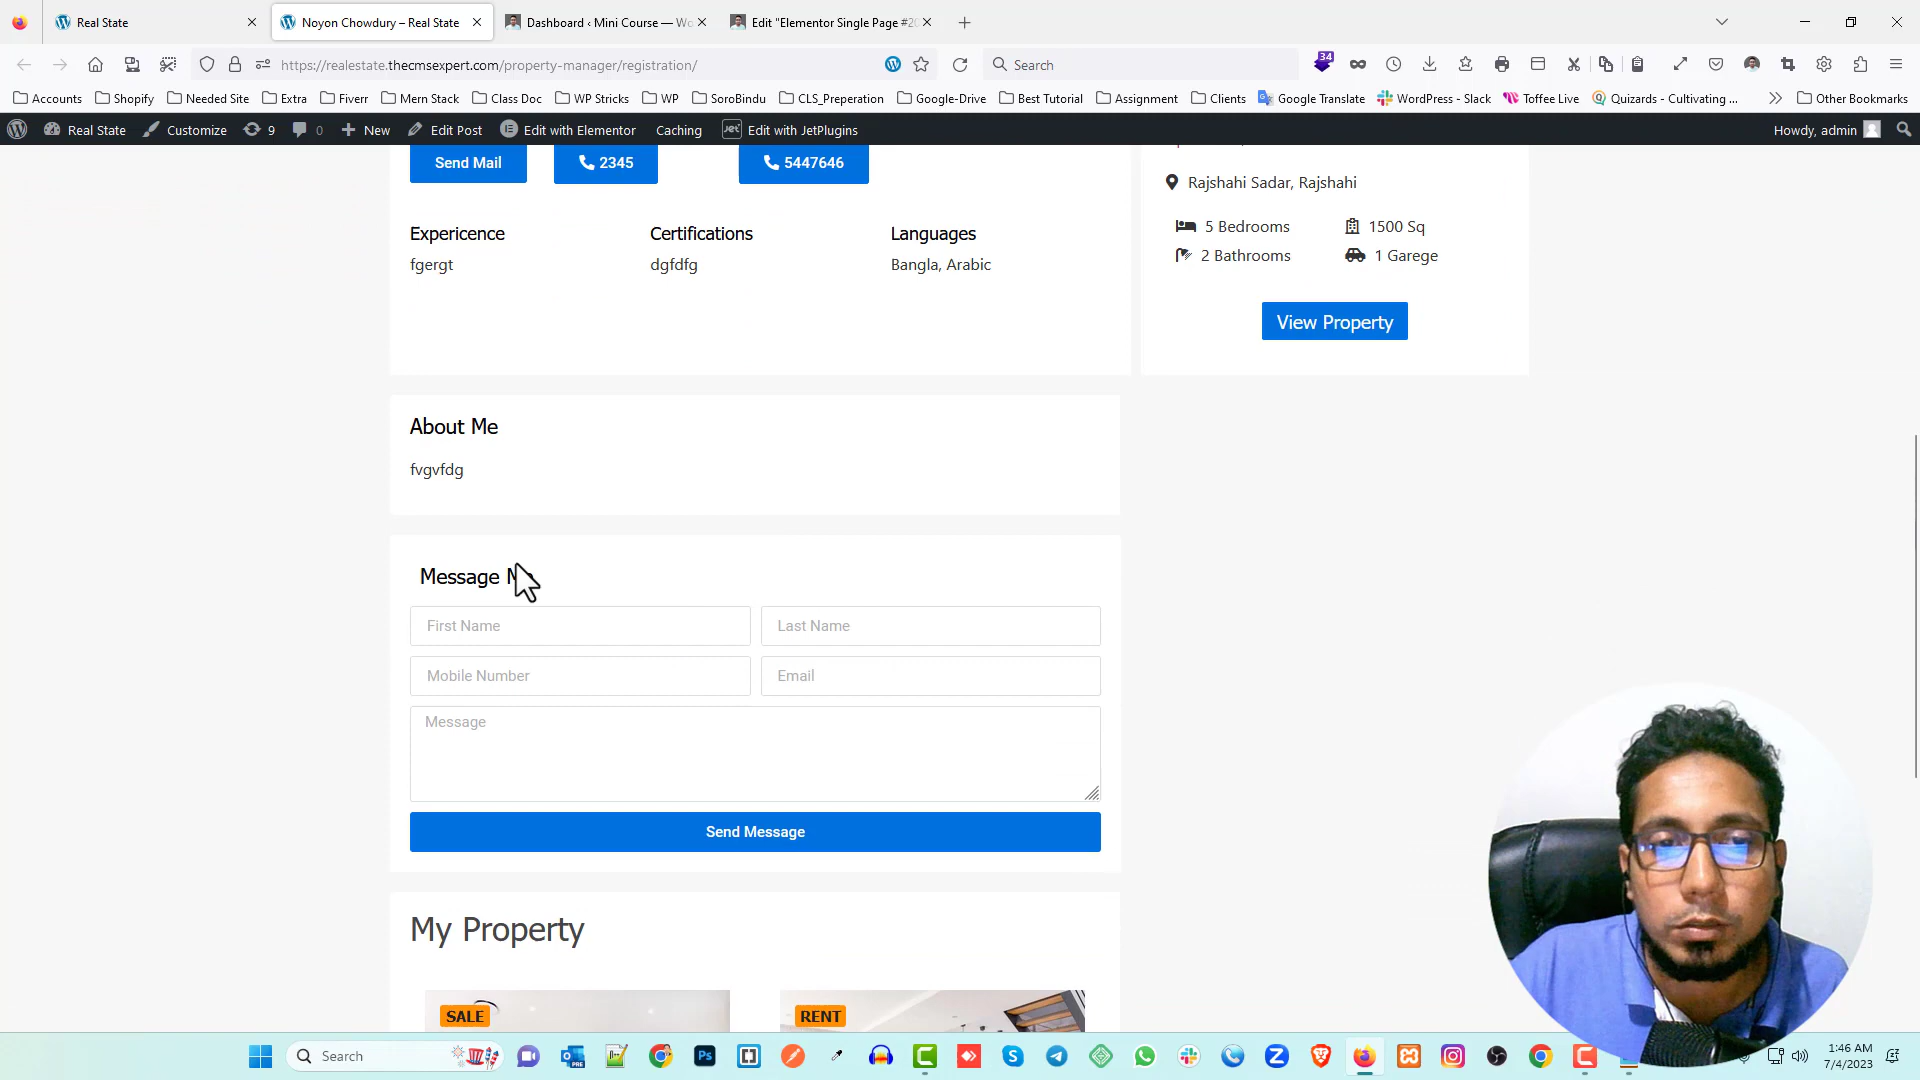 Real State
Noyon Chowdury – Real State
Dashboard ‹ Mini Course — Wo
Edit "Elementor Single Page #20
https://realestate.thecmsexpert.com/property-manager/registration/
Search
34
Accounts
Shopify
Needed Site
Extra
Fiverr
Mern Stack
Class Doc
WP Stricks
WP
SoroBindu
CLS_Preperation
Google-Drive
Best Tutorial
Assignment
Clients
Google Translate
WordPress - Slack
Toffee Live
Quizards - Cultivating ...
Other Bookmarks
Real State
Customize
9
0
New
Edit Post
Edit with Elementor
Caching
Jet
Edit with JetPlugins
Howdy, admin
Send Mail
2345
5447646
Rajshahi Sadar, Rajshahi
5 Bedrooms
1500 Sq
2 Bathrooms
1 Garege
View Property
Expericence
Certifications
Languages
fgergt
dgfdfg
Bangla, Arabic
About Me
fvgvfdg
Message
First Name
Last Name
Mobile Number
Email
Message
Send Message
My Property
SALE
RENT
Search
1:46 AM
7/4/2023